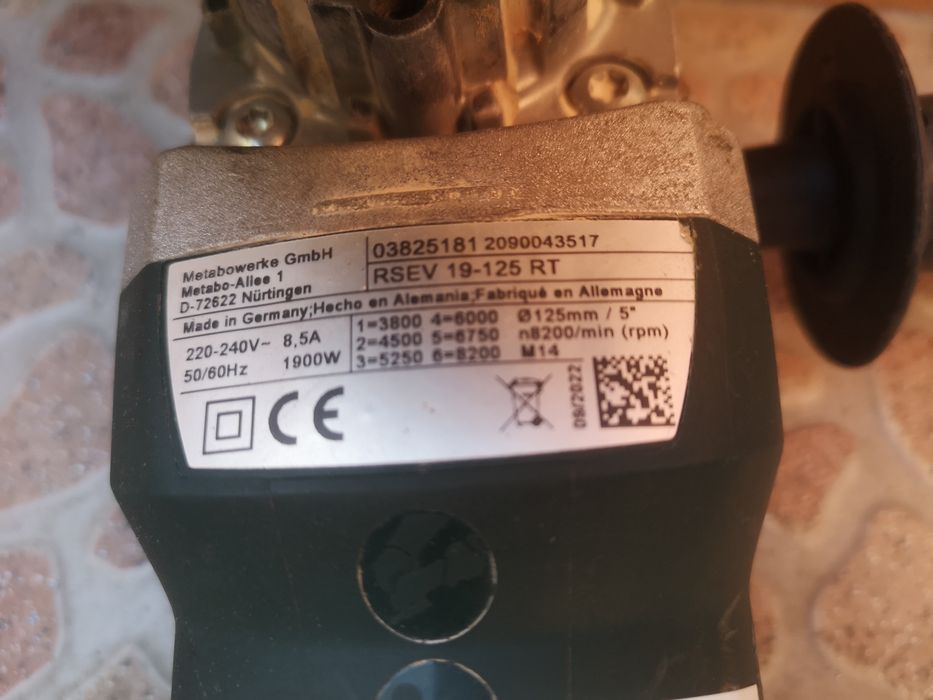 Metabowerke GmbH
Metabo-Allee 1
D-72622 Nürtingen
03825181 2090043517
RSEV 19-125 RT
Made in Germany;Hecho en Alemania;Fabriqué en Allemagne
220-240V~ 8,5A
50/60Hz 1900W
1=3800 4=6000
2=4500 5=6750
3=5250 6=8200
Ø125mm / 5"
n8200/min (rpm)
M14
CE
DS/2022